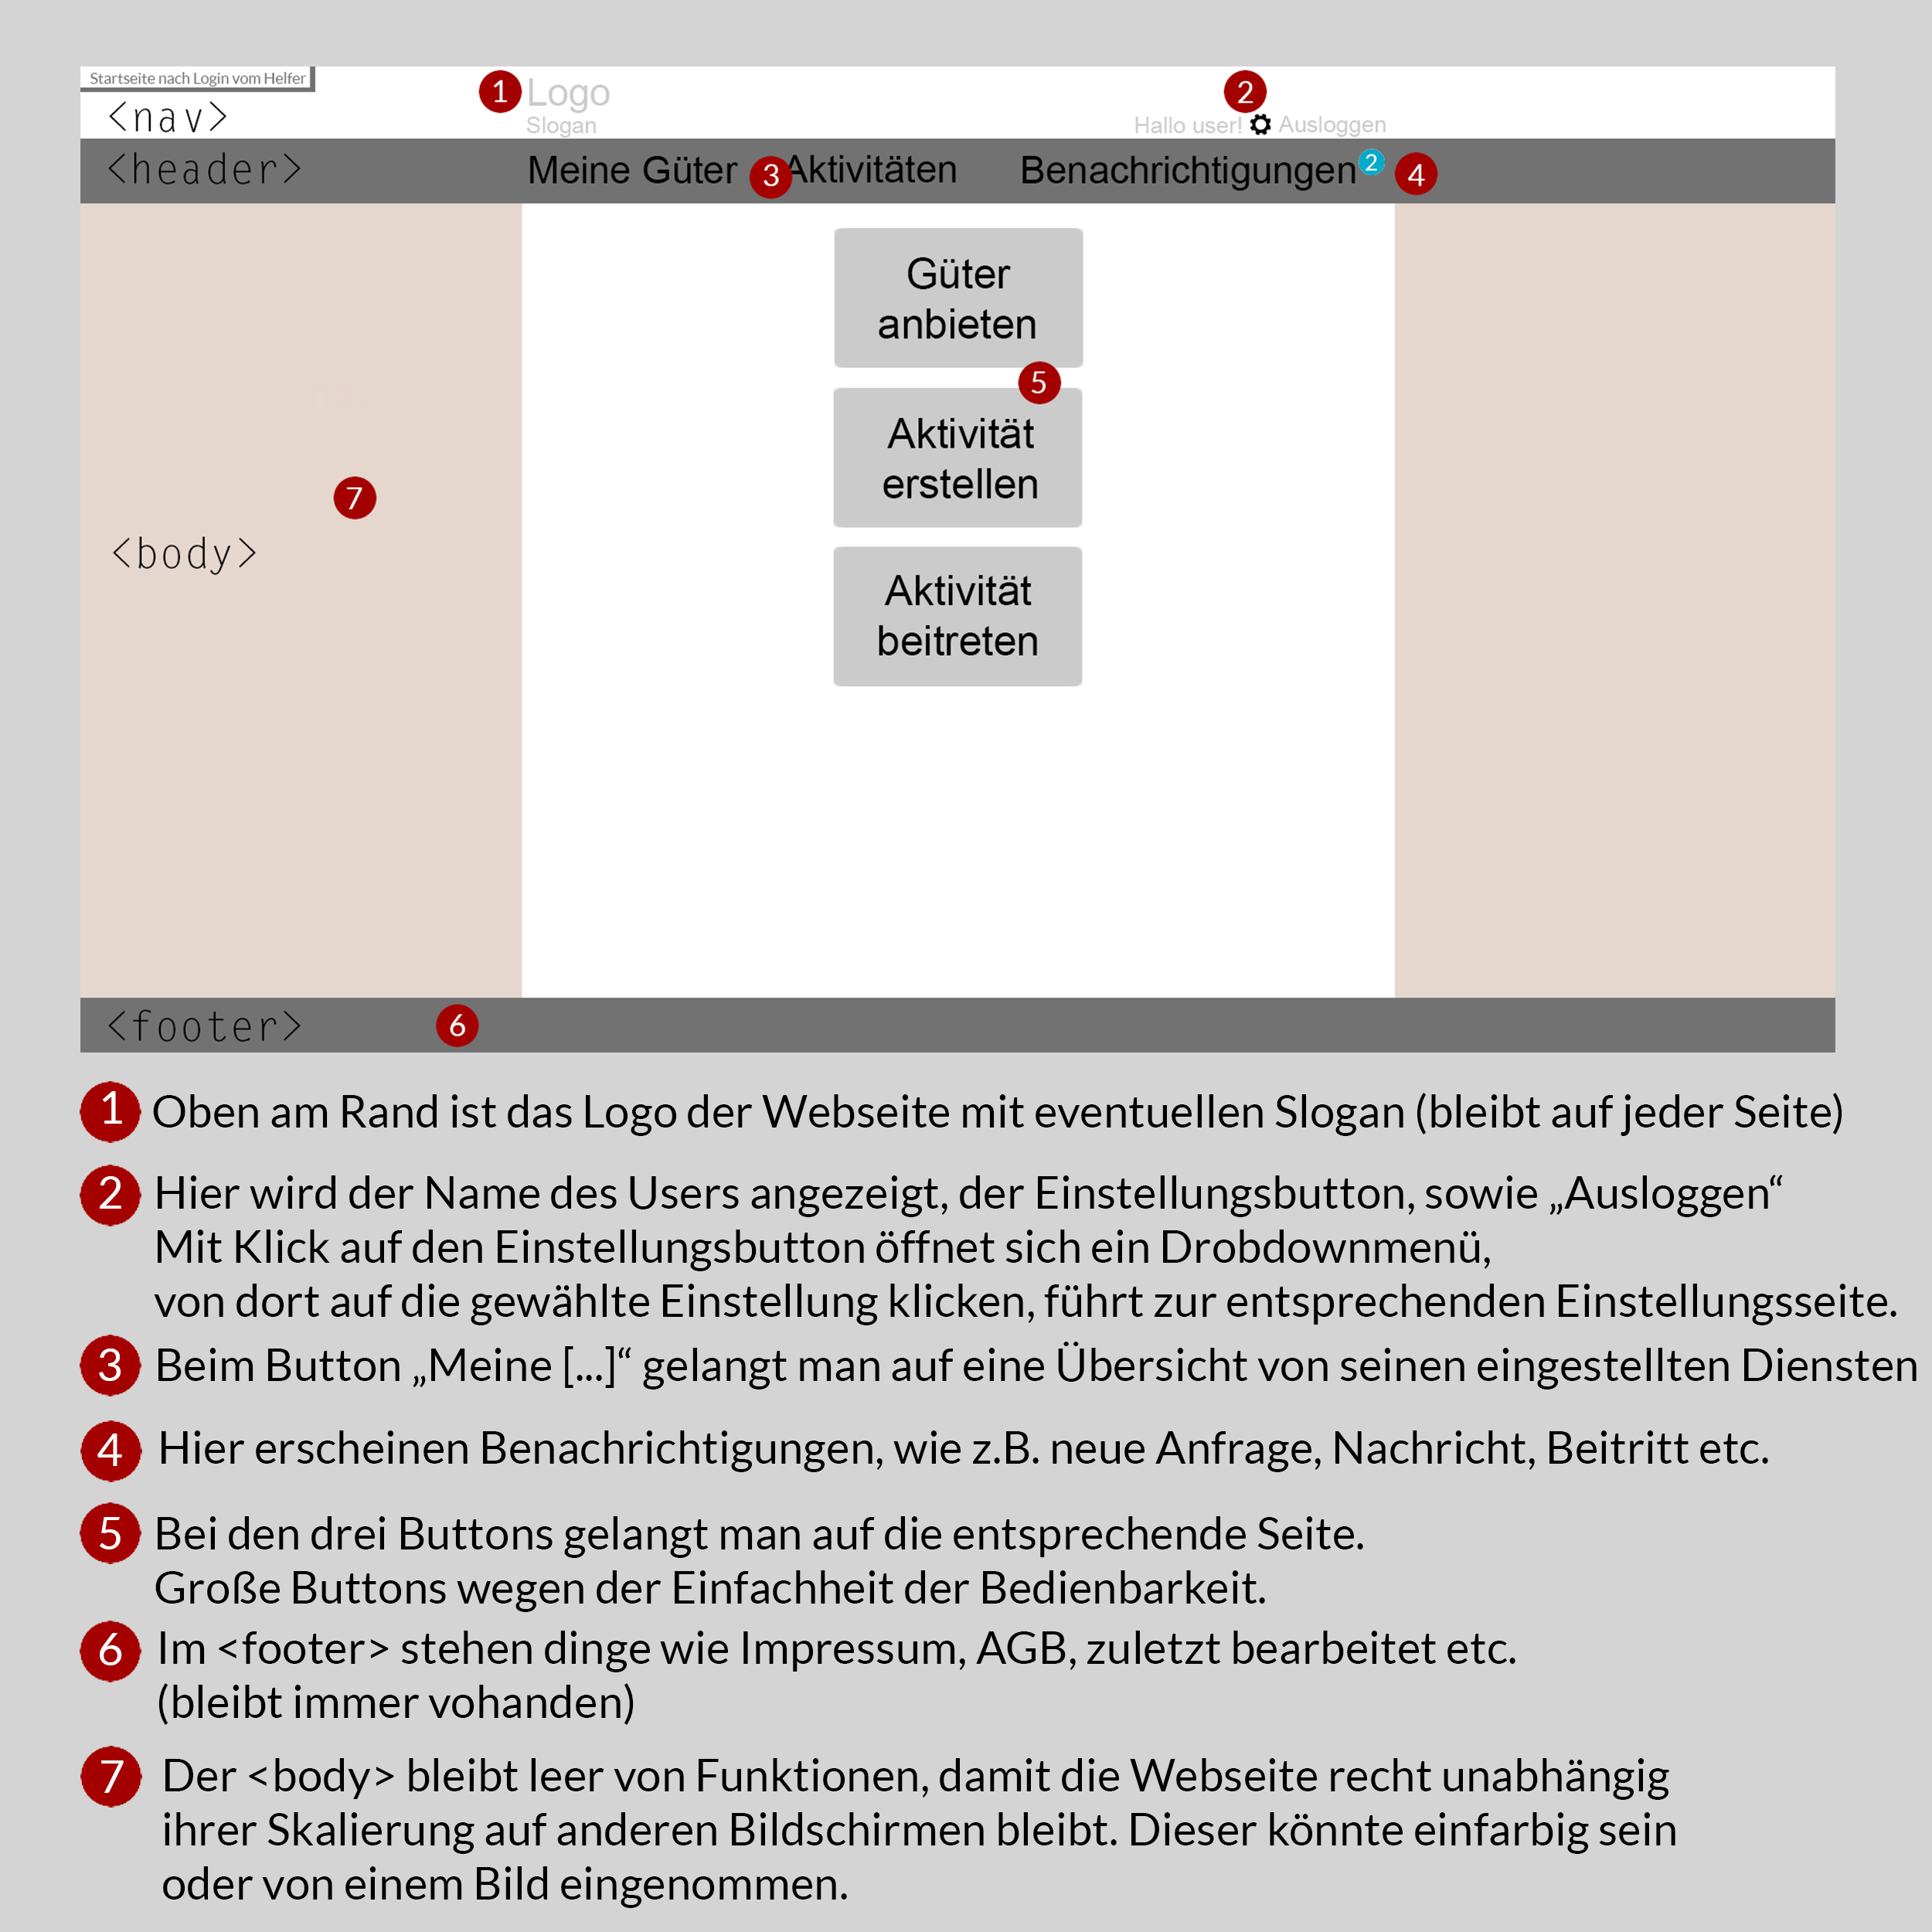 Startseite nach Login vom Helfer
<nav>
1 Logo
Slogan
2
Hallo user! Ausloggen
<header>
Meine Güter 3 Aktivitäten Benachrichtigungen 2 4
Güter
anbieten
5
Aktivität
erstellen
7
<body>
Aktivität
beitreten
<footer> 6
1 Oben am Rand ist das Logo der Webseite mit eventuellen Slogan (bleibt auf jeder Seite)
2 Hier wird der Name des Users angezeigt, der Einstellungsbutton, sowie „Ausloggen“
Mit Klick auf den Einstellungsbutton öffnet sich ein Drobdownmenü,
von dort auf die gewählte Einstellung klicken, führt zur entsprechenden Einstellungsseite.
3 Beim Button „Meine [...]“ gelangt man auf eine Übersicht von seinen eingestellten Diensten
4 Hier erscheinen Benachrichtigungen, wie z.B. neue Anfrage, Nachricht, Beitritt etc.
5 Bei den drei Buttons gelangt man auf die entsprechende Seite.
Große Buttons wegen der Einfachheit der Bedienbarkeit.
6 Im <footer> stehen dinge wie Impressum, AGB, zuletzt bearbeitet etc.
(bleibt immer vohanden)
7 Der <body> bleibt leer von Funktionen, damit die Webseite recht unabhängig
ihrer Skalierung auf anderen Bildschirmen bleibt. Dieser könnte einfarbig sein
oder von einem Bild eingenommen.